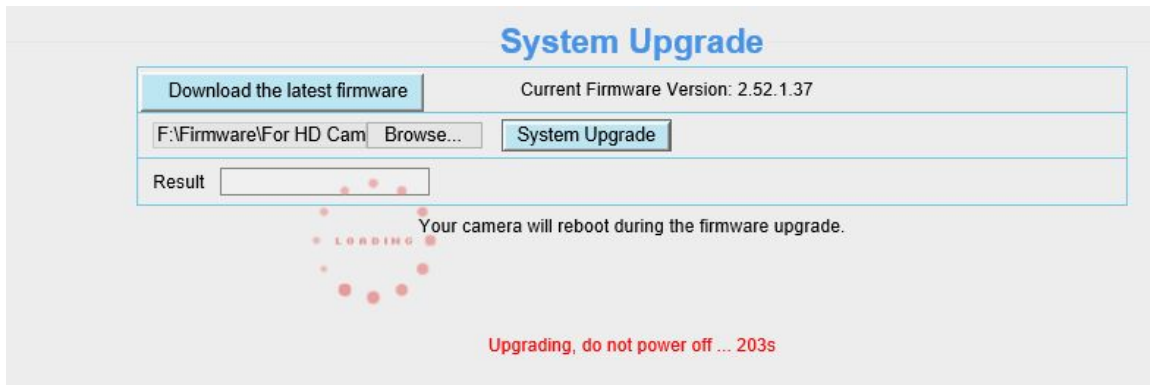 System Upgrade
Download the latest firmware
Current Firmware Version: 2.52.1.37
F:\Firmware\For HD Cam
Browse...
System Upgrade
Result
Your camera will reboot during the firmware upgrade.
LOADING
Upgrading, do not power off ... 203s